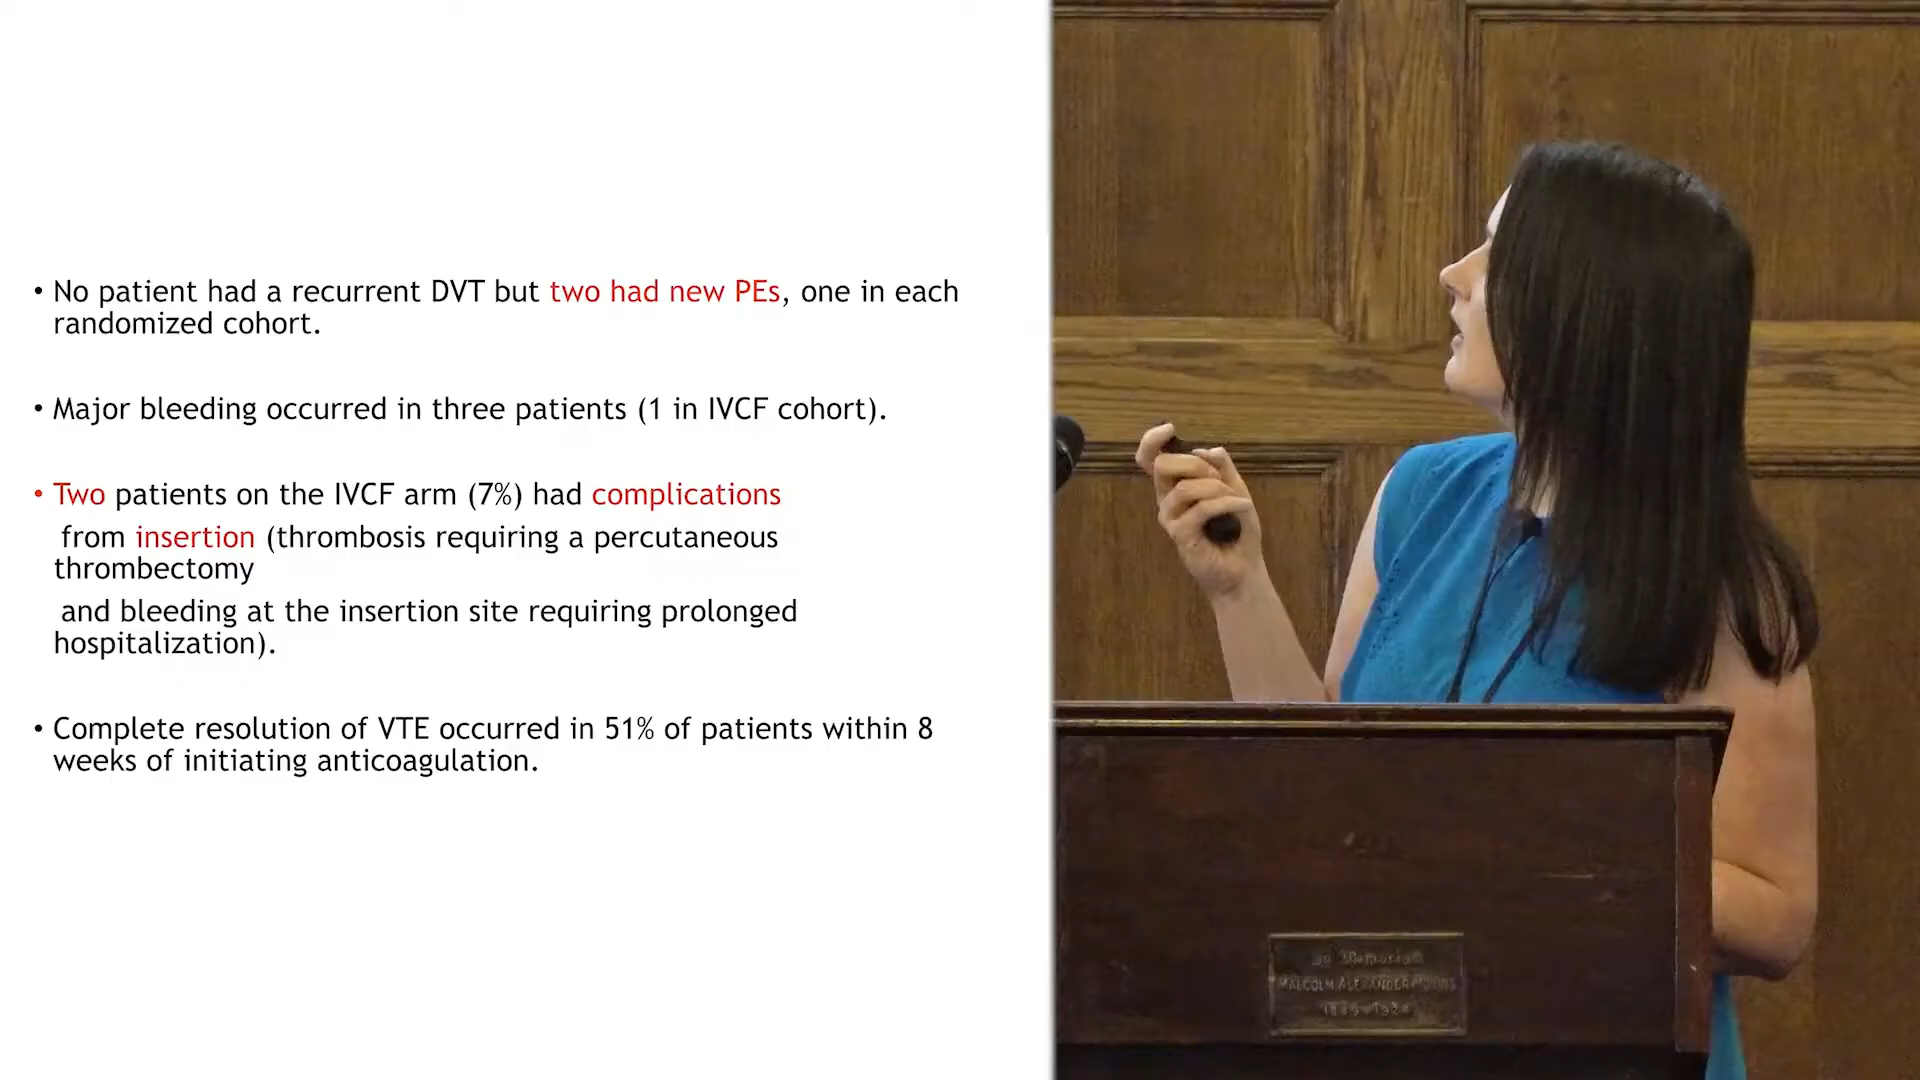 • No patient had a recurrent DVT but two had new PEs, one in each
randomized cohort.
• Major bleeding occurred in three patients (1 in IVCF cohort).
• Two patients on the IVCF arm (7%) had complications
from insertion (thrombosis requiring a percutaneous
thrombectomy
and bleeding at the insertion site requiring prolonged
hospitalization).
• Complete resolution of VTE occurred in 51% of patients within 8
weeks of initiating anticoagulation.
MALCOLM ALEXANDER